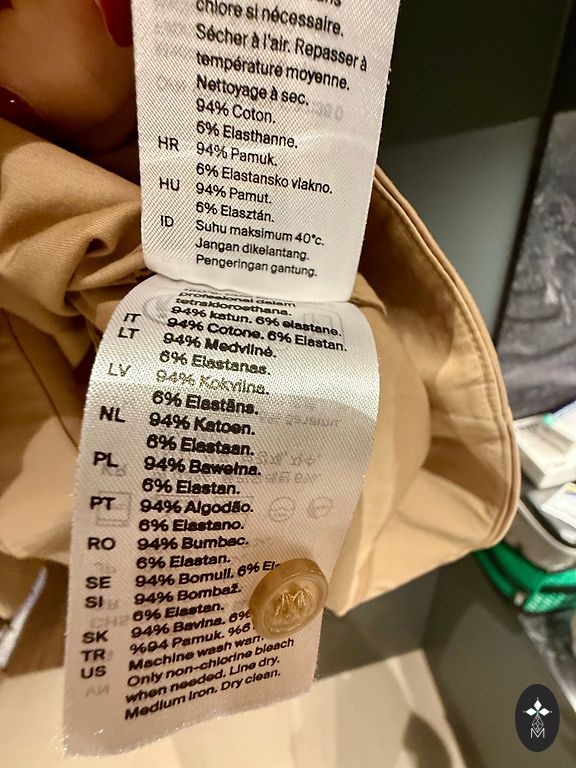 chlore si nécessaire.
Sécher à l'air. Repasser à
température moyenne.
Nettoyage à sec.
94% Coton.
6% Elasthanne.
HR 94% Pamuk.
6% Elastansko vlakno.
HU 94% Pamut.
6% Elasztán.
ID Suhu maksimum 40°c.
Jangan dikelantang.
Pengeringan gantung.
professional dalam
tetrakloroethana.
94% katun. 6% elastane.
IT 94% Cotone. 6% Elastan.
LT 94% Medvilnė.
6% Elastanas.
LV 94% Kokvilna.
6% Elastāns.
NL 94% Katoen.
6% Elastaan.
PL 94% Bawełna.
6% Elastan.
PT 94% Algodão.
6% Elastano.
RO 94% Bumbac.
6% Elastan.
SE 94% Bomull. 6%
SI 94% Bombaž.
6% Elastan.
SK 94% Bavlna. 6%
TR %94 Pamuk. %6
US Machine wash
Only non-chlorine bleach
when needed. Line dry.
Medium iron. Dry clean.
M